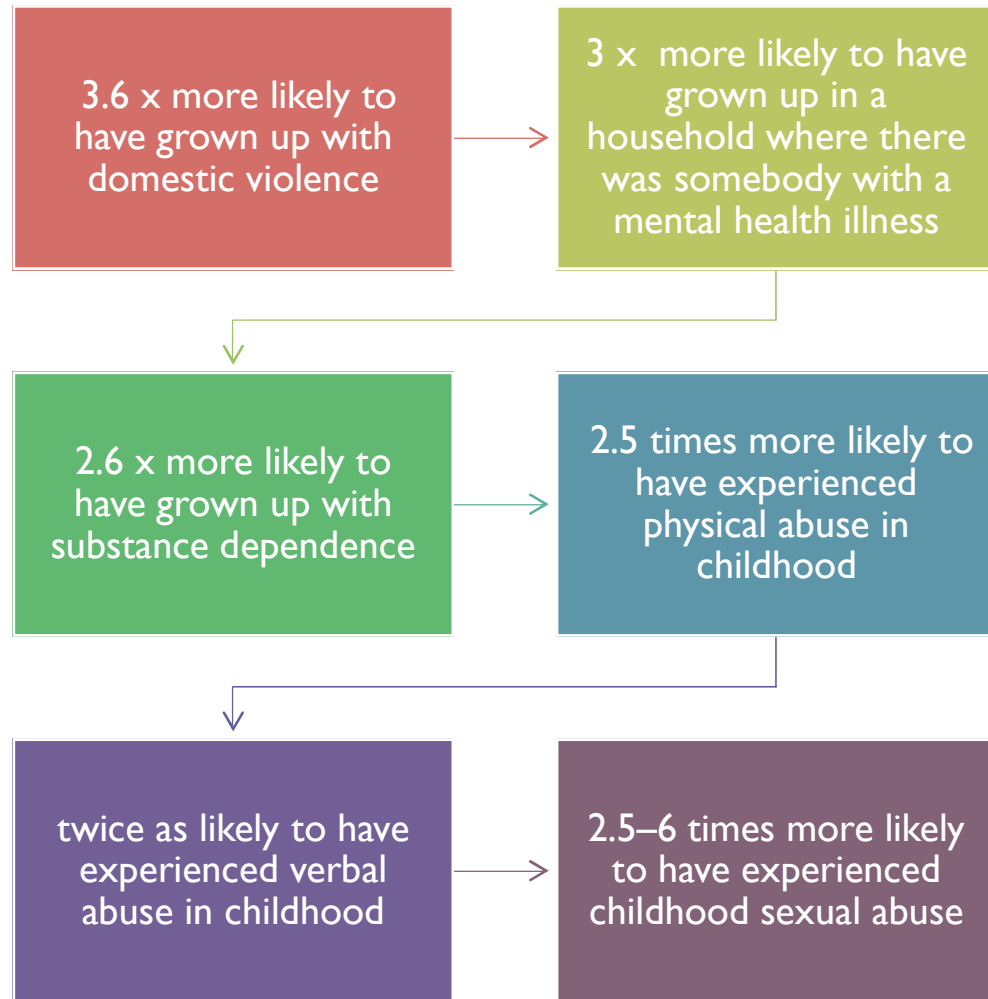 3.6 x more likely to
have grown up with
domestic violence
3 x  more likely to have
grown up in a
household where there
was somebody with a
mental health illness
2.6 x more likely to
have grown up with
substance dependence
2.5 times more likely to
have experienced
physical abuse in
childhood
twice as likely to have
experienced verbal
abuse in childhood
2.5–6 times more likely
to have experienced
childhood sexual abuse